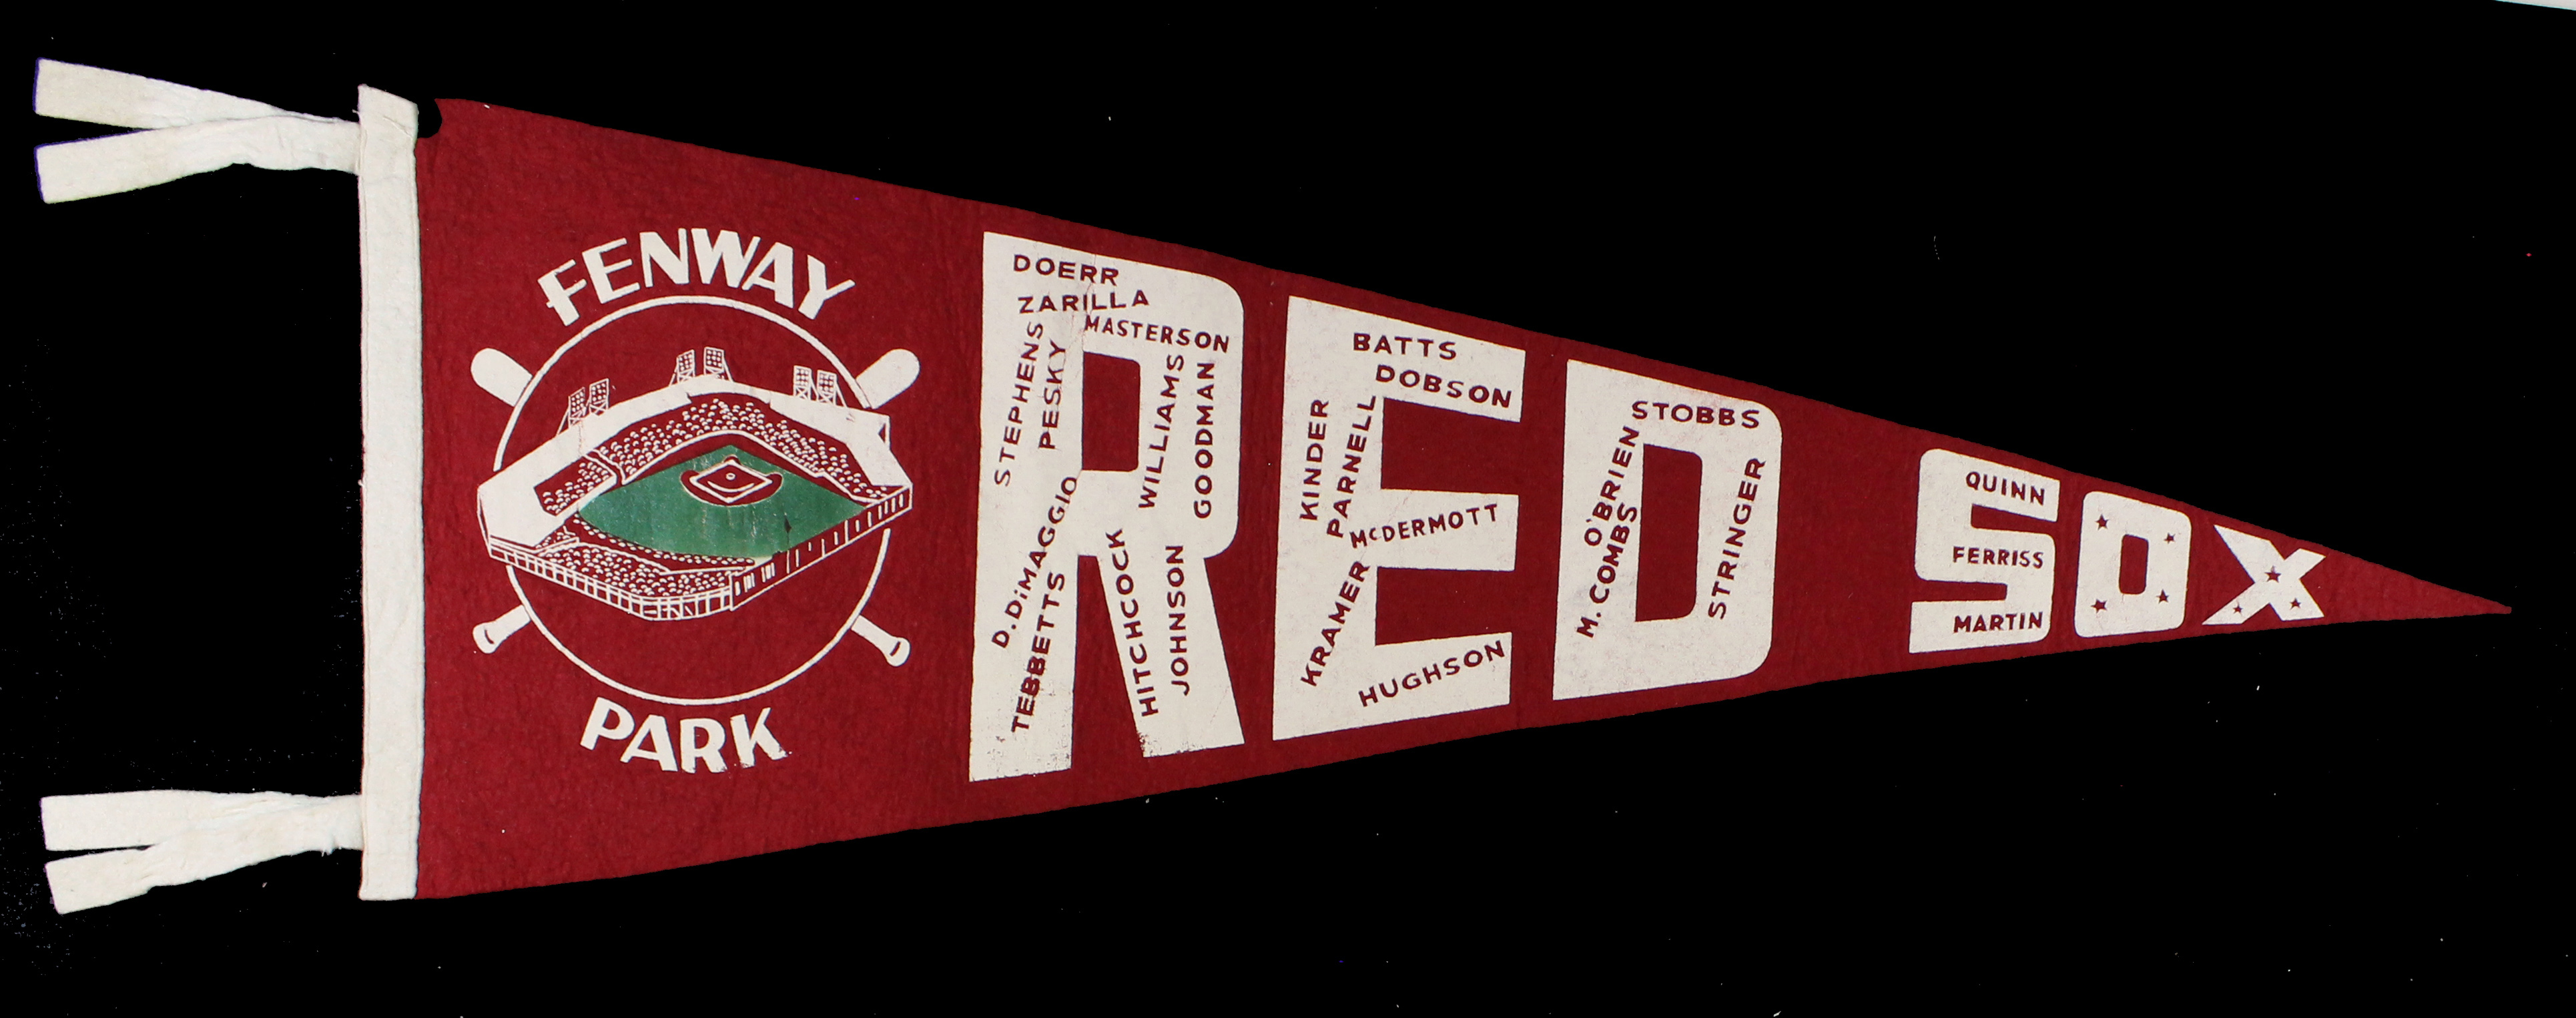 FENWAY
PARK
RED SOX
DOERR
ZARILLA
MASTERSON
STEPHENS
PESKY
WILLIAMS
GOODMAN
D. DiMAGGIO
TEBBETTS
HITCHCOCK
JOHNSON
BATTS
DOBSON
KINDER
PARNELL
McDERMOTT
KRAMER
HUGHSON
STOBBS
O'BRIEN
M. COMBS
STRINGER
QUINN
FERRISS
MARTIN